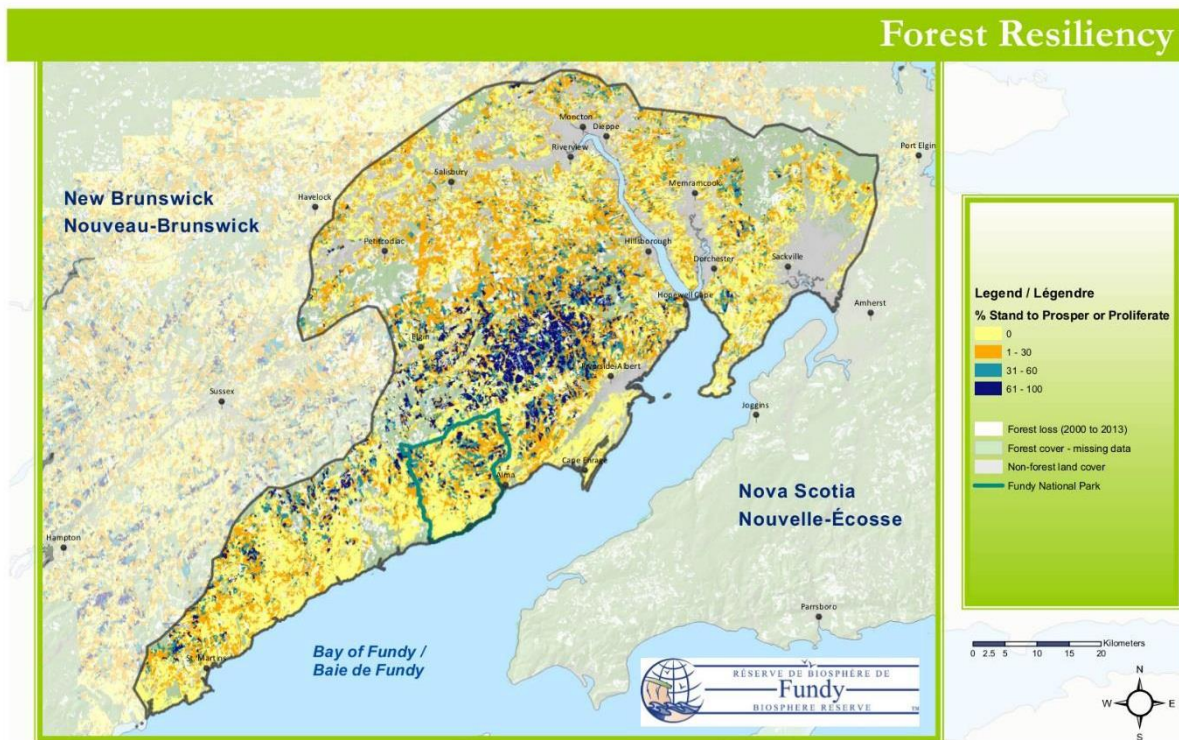 Forest Resiliency
New Brunswick
Nouveau-Brunswick
Moncton
Dieppe
Riverview
Port Elgin
Salisbury
Memramcook
Havelock
Petitcodiac
Hillsborough
Dorchester
Sackville
Hopewell Cape
Amherst
Elgin
Riverside-Albert
Sussex
Joggins
Cape Enrage
Alma
Nova Scotia
Nouvelle-Écosse
Hampton
Parrsboro
St. Martins
Bay of Fundy /
Baie de Fundy
RÉSERVE DE BIOSPHÈRE DE
Fundy
BIOSPHERE RESERVE
TM
Legend / Légendre
% Stand to Prosper or Proliferate
0
1 - 30
31 - 60
61 - 100
Forest loss (2000 to 2013)
Forest cover - missing data
Non-forest land cover
Fundy National Park
Kilometers
0 2.5 5 10 15 20
N
W E
S